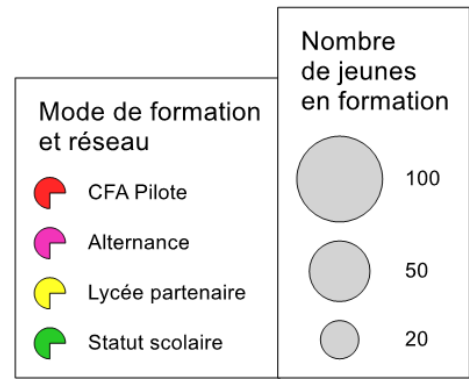 Mode de formation
et réseau
CFA Pilote
Alternance
Lycée partenaire
Statut scolaire
Nombre
de jeunes
en formation
100
50
20